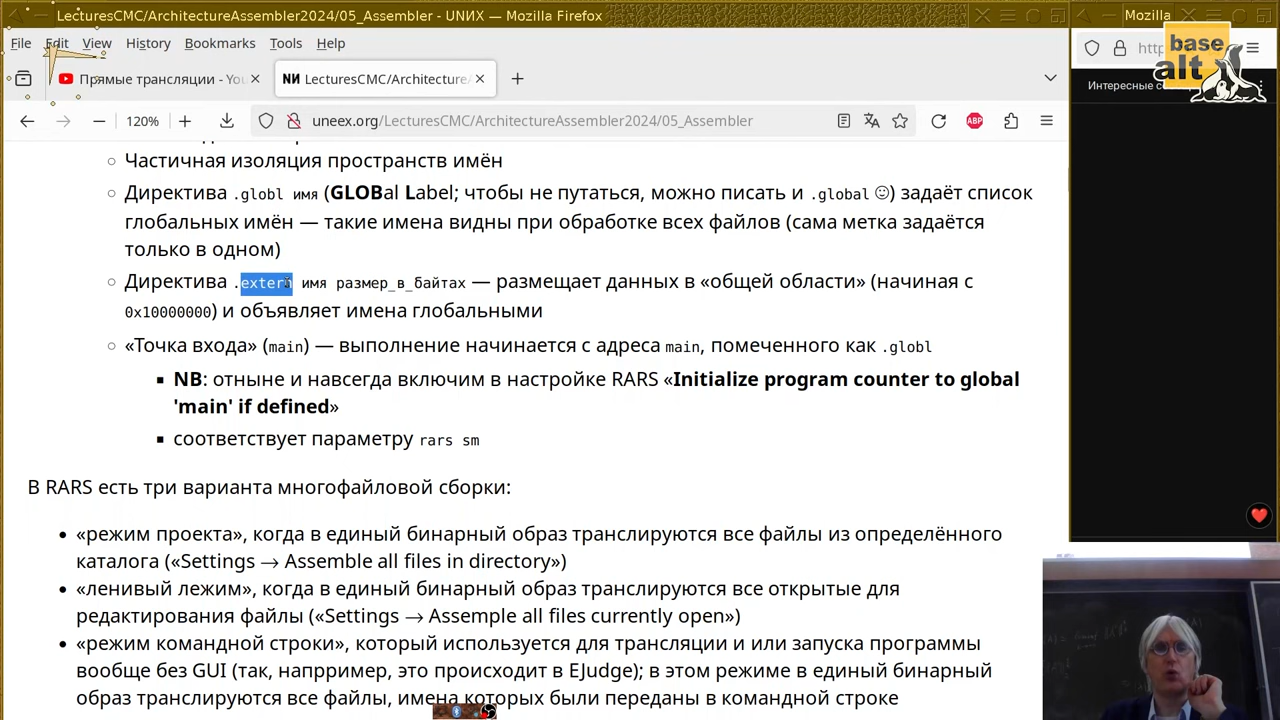 LecturesCMC/ArchitectureAssembler2024/05_Assembler - UNИX — Mozilla Firefox
Mozilla
File Edit View History Bookmarks Tools Help
Прямые трансляции - You
NИ LecturesCMC/Architecture
120%
uneex.org/LecturesCMC/ArchitectureAssembler2024/05_Assembler
ABP
http
base
alt
Интересные
Частичная изоляция пространств имён
Директива .globl имя (GLOBal Label; чтобы не путаться, можно писать и .global ☺) задаёт список
глобальных имён — такие имена видны при обработке всех файлов (сама метка задаётся
только в одном)
Директива .extern имя размер_в_байтах — размещает данных в «общей области» (начиная с
0x10000000) и объявляет имена глобальными
«Точка входа» (main) — выполнение начинается с адреса main, помеченного как .globl
NB: отныне и навсегда включим в настройке RARS «Initialize program counter to global
'main' if defined»
соответствует параметру rars sm
В RARS есть три варианта многофайловой сборки:
«режим проекта», когда в единый бинарный образ транслируются все файлы из определённого
каталога («Settings → Assemble all files in directory»)
«ленивый лежим», когда в единый бинарный образ транслируются все открытые для
редактирования файлы («Settings → Assemple all files currently open»)
«режим командной строки», который используется для трансляции и или запуска программы
вообще без GUI (так, напрример, это происходит в EJudge); в этом режиме в единый бинарный
образ транслируются все файлы, имена которых были переданы в командной строке